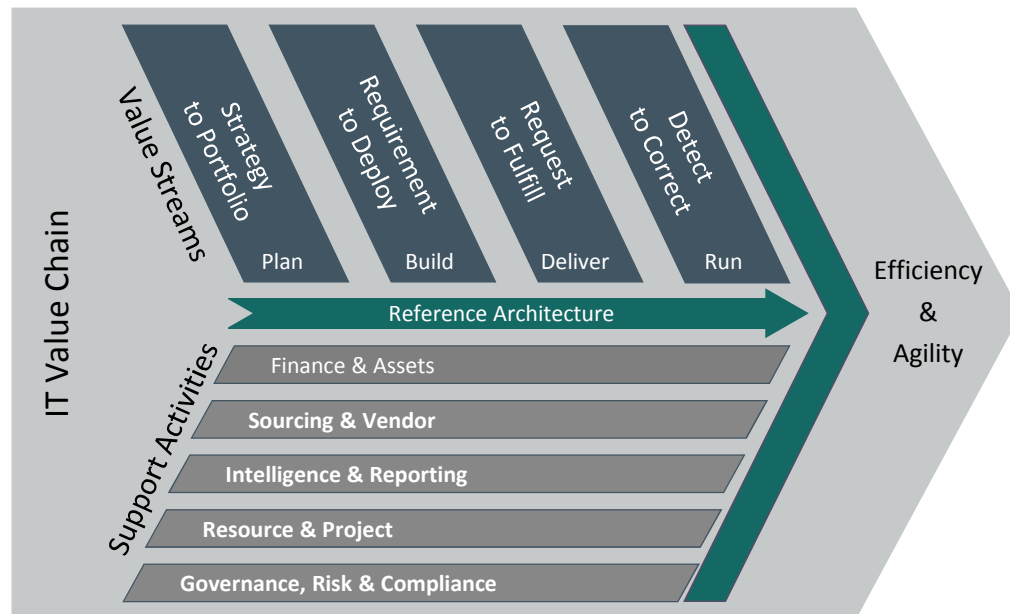 IT Value Chain
Value Streams
Strategy
to Portfolio
Plan
Requirement
to Deploy
Build
Request
to Fulfill
Deliver
Detect
to Correct
Run
Reference Architecture
Support Activities
Finance & Assets
Sourcing & Vendor
Intelligence & Reporting
Resource & Project
Governance, Risk & Compliance
Efficiency
&
Agility